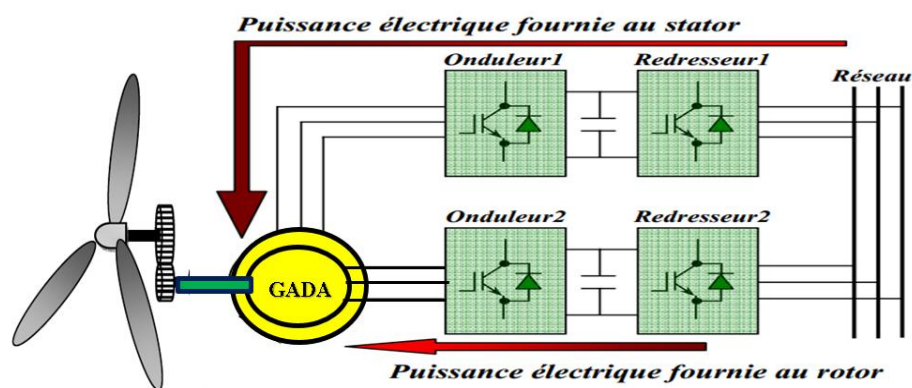 Puissance électrique fournie au stator
Onduleur1
Redresseur1
Réseau
Onduleur2
Redresseur2
GADA
Puissance électrique fournie au rotor